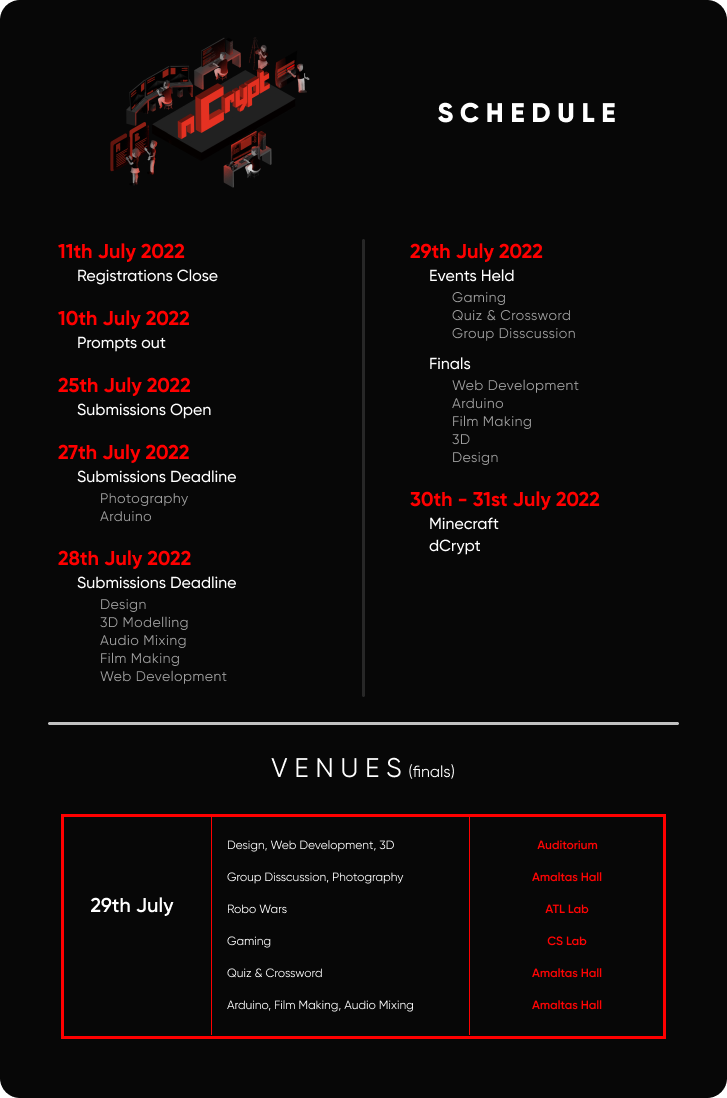 nCrypt
SCHEDULE
11th July 2022
Registrations Close
10th July 2022
Prompts out
25th July 2022
Submissions Open
27th July 2022
Submissions Deadline
Photography
Arduino
28th July 2022
Submissions Deadline
Design
3D Modelling
Audio Mixing
Film Making
Web Development
29th July 2022
Events Held
Gaming
Quiz & Crossword
Group Disscussion
Finals
Web Development
Arduino
Film Making
3D
Design
30th - 31st July 2022
Minecraft
dCrypt
VENUES (finals)
29th July
Design, Web Development, 3D Auditorium
Group Disscussion, Photography Amaltas Hall
Robo Wars ATL Lab
Gaming CS Lab
Quiz & Crossword Amaltas Hall
Arduino, Film Making, Audio Mixing Amaltas Hall